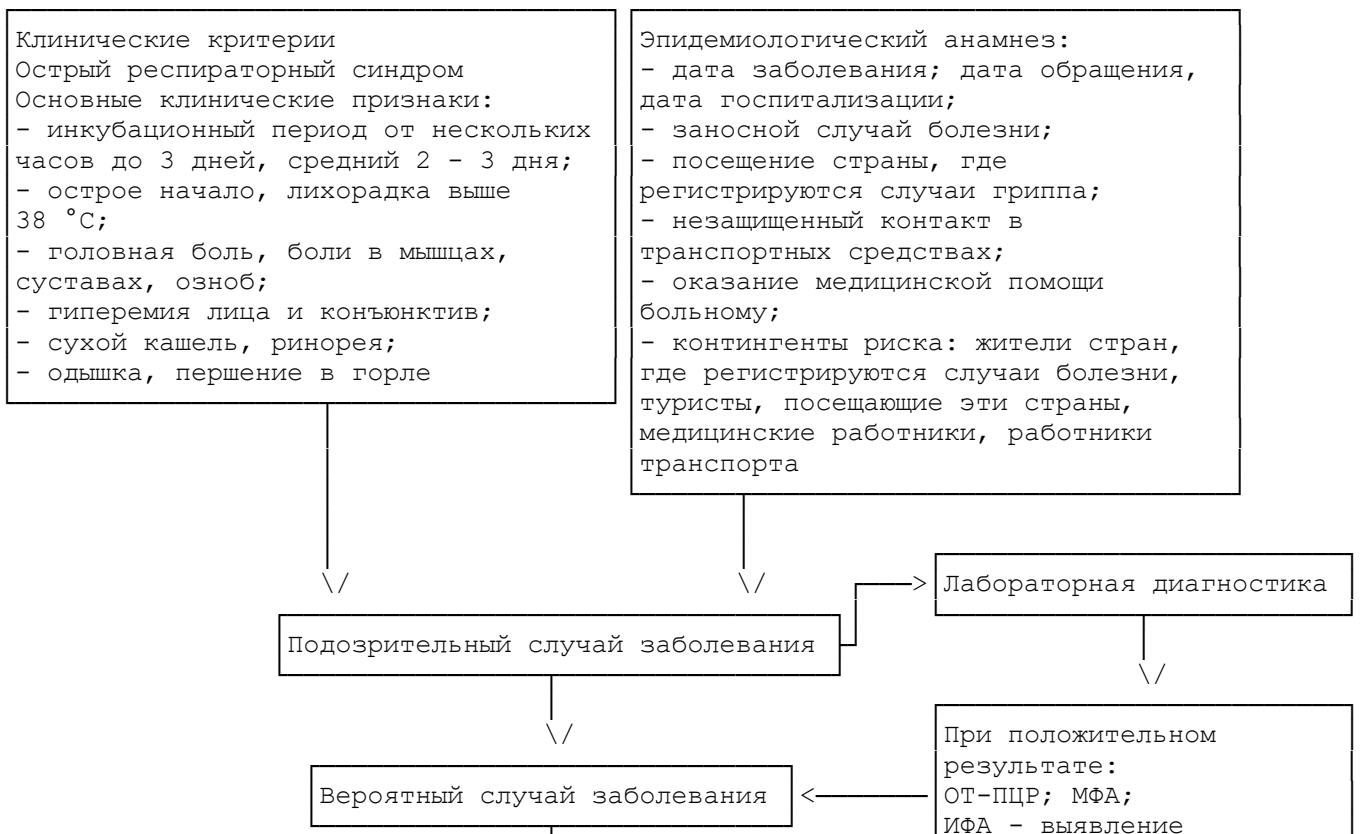 Клинические критерии
Острый респираторный синдром
Основные клинические признаки:
- инкубационный период от нескольких
часов до 3 дней, средний 2 - 3 дня;
- острое начало, лихорадка выше
38 °C;
- головная боль, боли в мышцах,
суставах, озноб;
- гиперемия лица и конъюнктив;
- сухой кашель, ринорея;
- одышка, першение в горле
Эпидемиологический анамнез:
- дата заболевания; дата обращения,
дата госпитализации;
- заносной случай болезни;
- посещение страны, где
регистрируются случаи гриппа;
- незащищенный контакт в
транспортных средствах;
- оказание медицинской помощи
больному;
- контингенты риска: жители стран,
где регистрируются случаи болезни,
туристы, посещающие эти страны,
медицинские работники, работники
транспорта
Лабораторная диагностика
Подозрительный случай заболевания
При положительном
результате:
ОТ-ПЦР; МФА;
ИФА - выявление
Вероятный случай заболевания